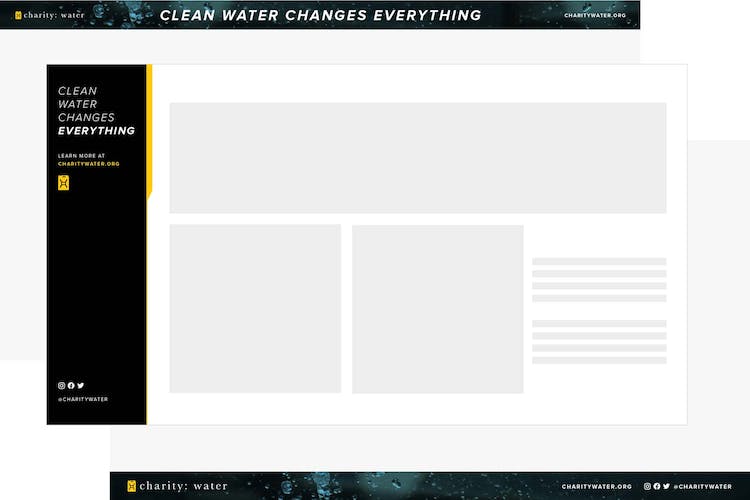 charity: water
CLEAN WATER CHANGES EVERYTHING
CHARITYWATER.ORG
CLEAN
WATER
CHANGES
EVERYTHING
LEARN MORE AT
CHARITYWATER.ORG
@CHARITYWATER
charity: water
CHARITYWATER.ORG
@CHARITYWATER